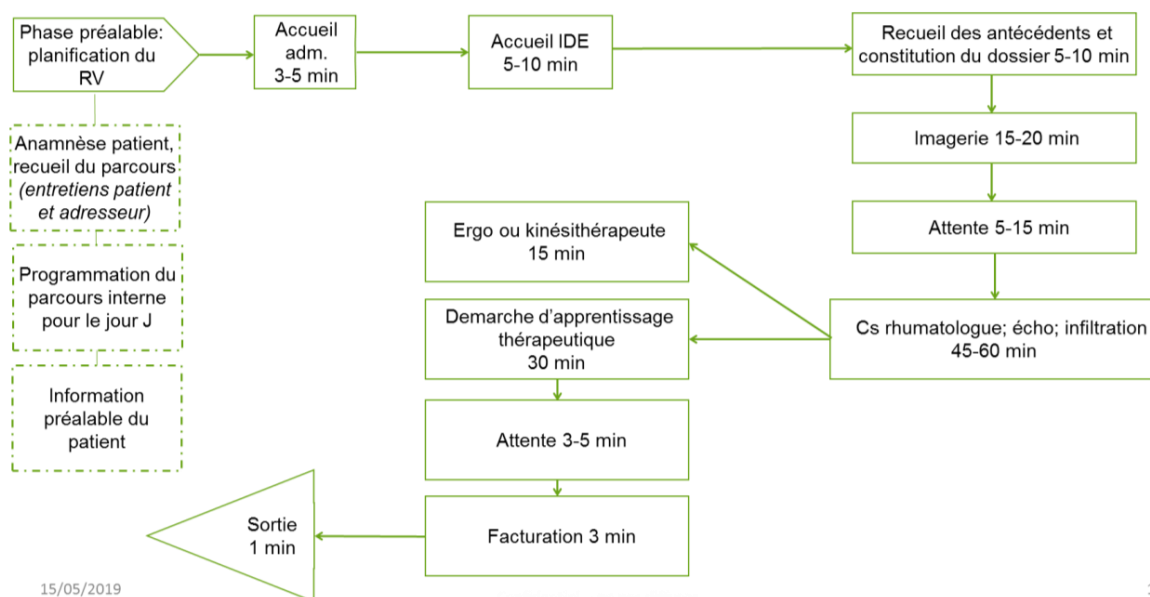 Phase préalable:
planification du
RV
Accueil
adm.
3-5 min
Accueil IDE
5-10 min
Recueil des antécédents et
constitution du dossier 5-10 min
Anamnèse patient,
recueil du parcours
(entretiens patient
et adresseur)
Programmation du
parcours interne
pour le jour J
Information
préalable du
patient
Imagerie 15-20 min
Attente 5-15 min
Cs rhumatologue; écho; infiltration
45-60 min
Ergo ou kinésithérapeute
15 min
Demarche d'apprentissage
thérapeutique
30 min
Attente 3-5 min
Facturation 3 min
Sortie
1 min
15/05/2019